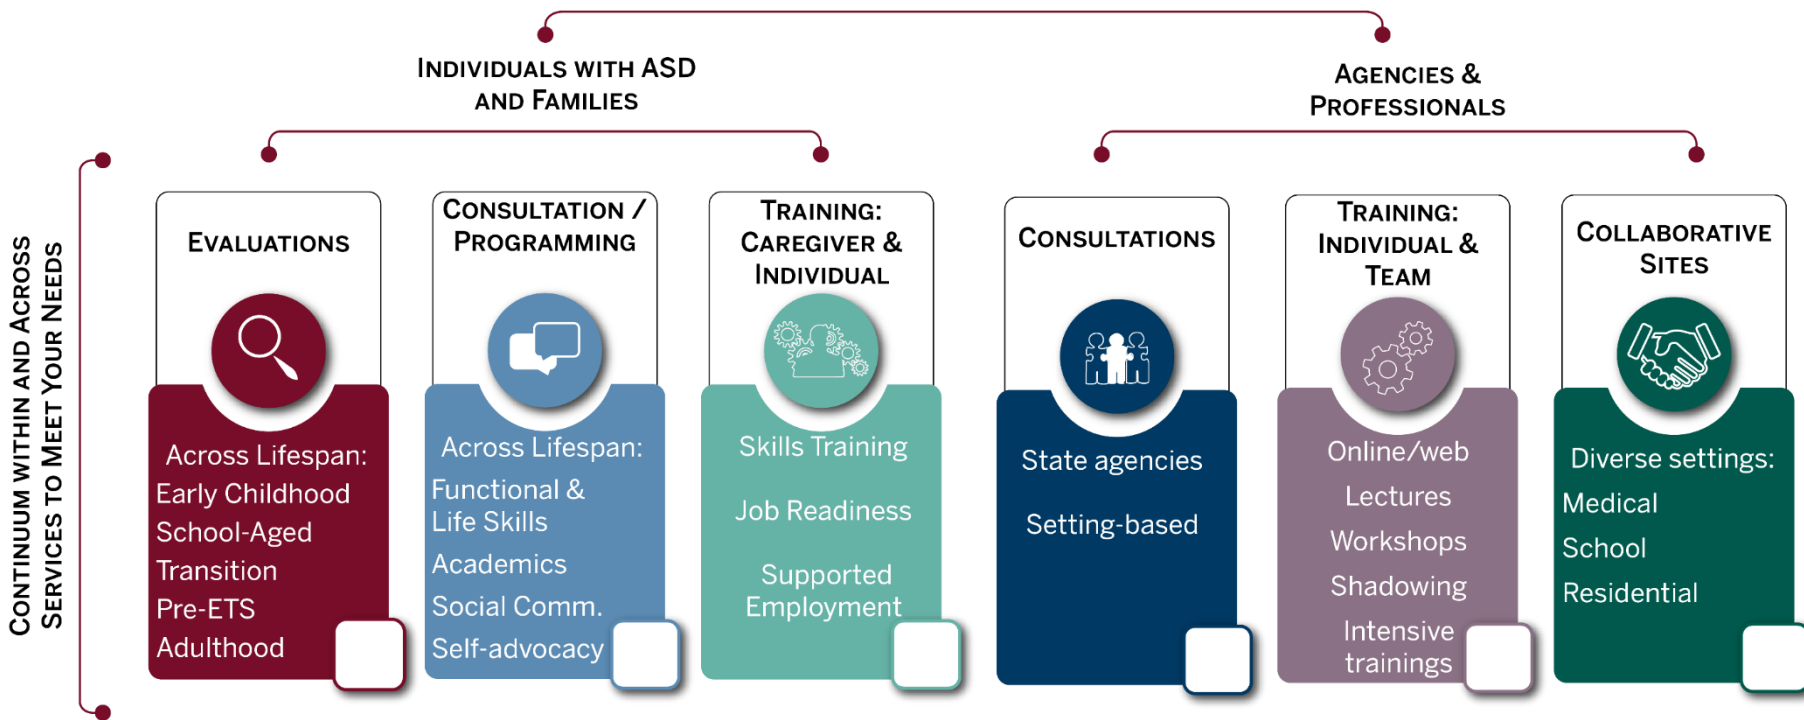 INDIVIDUALS WITH ASD
AND FAMILIES
AGENCIES &
PROFESSIONALS
CONTINUUM WITHIN AND ACROSS
SERVICES TO MEET YOUR NEEDS
EVALUATIONS
Across Lifespan:
Early Childhood
School-Aged
Transition
Pre-ETS
Adulthood
CONSULTATION /
PROGRAMMING
Across Lifespan:
Functional &
Life Skills
Academics
Social Comm.
Self-advocacy
TRAINING:
CAREGIVER &
INDIVIDUAL
Skills Training
Job Readiness
Supported
Employment
CONSULTATIONS
State agencies
Setting-based
TRAINING:
INDIVIDUAL &
TEAM
Online/web
Lectures
Workshops
Shadowing
Intensive
trainings
COLLABORATIVE
SITES
Diverse settings:
Medical
School
Residential